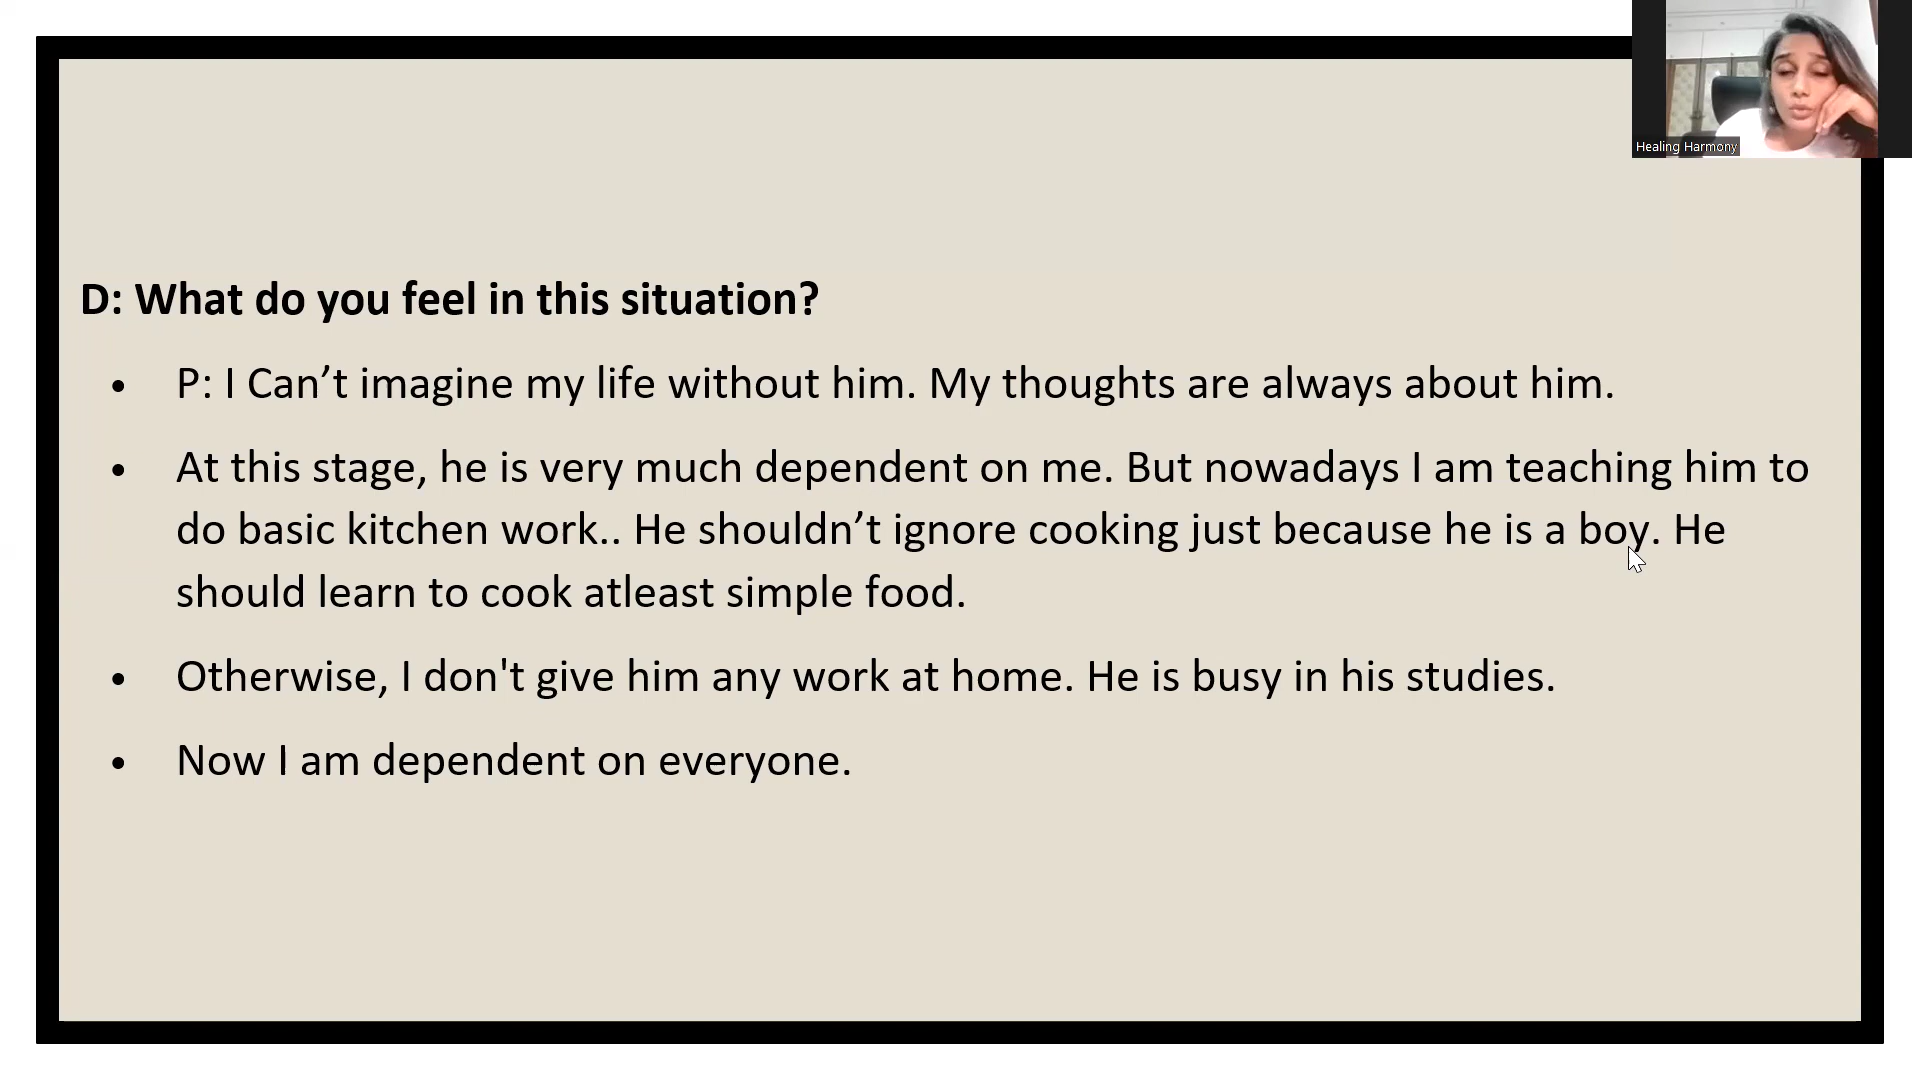 Healing Harmony
D: What do you feel in this situation?
• P: I Can’t imagine my life without him. My thoughts are always about him.
• At this stage, he is very much dependent on me. But nowadays I am teaching him to
do basic kitchen work.. He shouldn’t ignore cooking just because he is a boy. He
should learn to cook atleast simple food.
• Otherwise, I don't give him any work at home. He is busy in his studies.
• Now I am dependent on everyone.